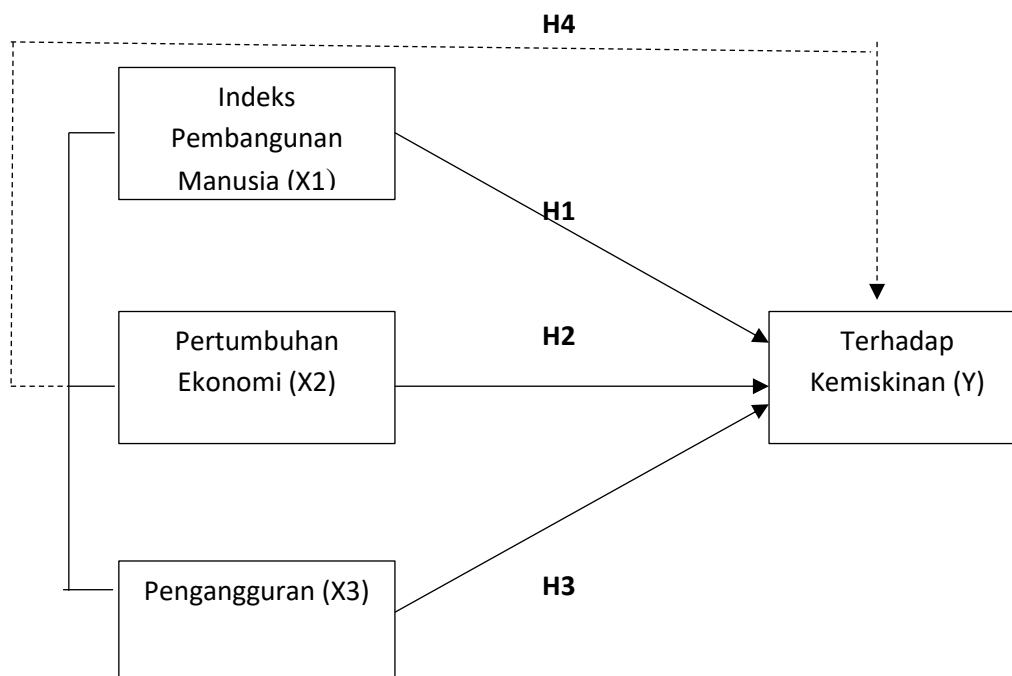 H4
Indeks
Pembangunan
Manusia (X1)
H1
Pertumbuhan
Ekonomi (X2)
H2
Terhadap
Kemiskinan (Y)
Pengangguran (X3)
H3